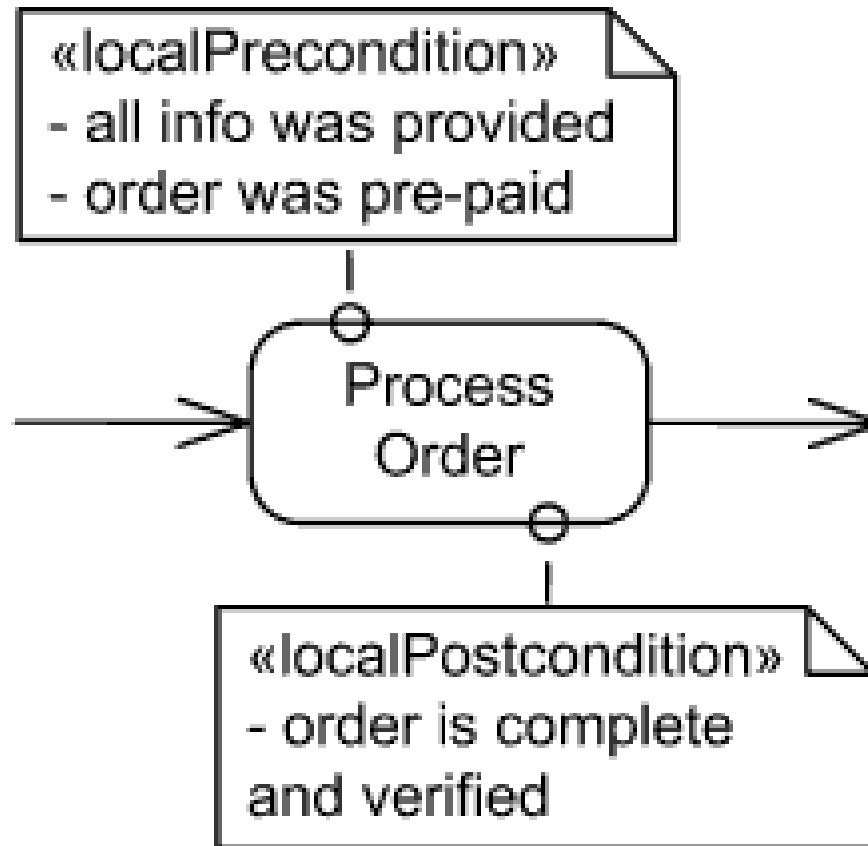 «localPrecondition»
- all info was provided
- order was pre-paid
Process
Order
«localPostcondition»
- order is complete
and verified